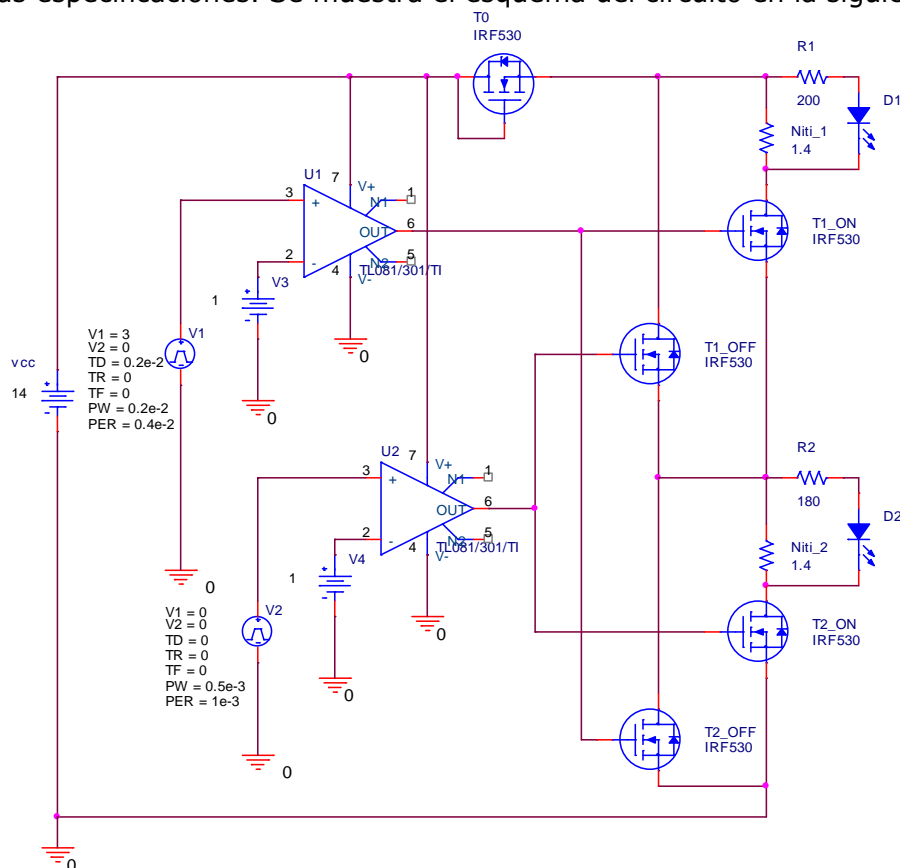 as especificaciones. Se muestra el esquema del circuito en la siguie
T0
IRF530
R1
200
D1
Niti_1
1.4
U1
7
V+
3
+
N1
1
OUT
6
2
-
4
V-
N2
5
TL081/301/TI
T1_ON
IRF530
V3
1
0
V1
V1 = 3
V2 = 0
TD = 0.2e-2
TR = 0
TF = 0
PW = 0.2e-2
PER = 0.4e-2
vcc
14
0
T1_OFF
IRF530
U2
7
V+
3
+
N1
1
OUT
6
2
-
4
V-
N2
5
TL081/301/TI
R2
180
D2
Niti_2
1.4
V4
1
0
0
V2
V1 = 0
V2 = 0
TD = 0
TR = 0
TF = 0
PW = 0.5e-3
PER = 1e-3
T2_ON
IRF530
0
0
T2_OFF
IRF530
0